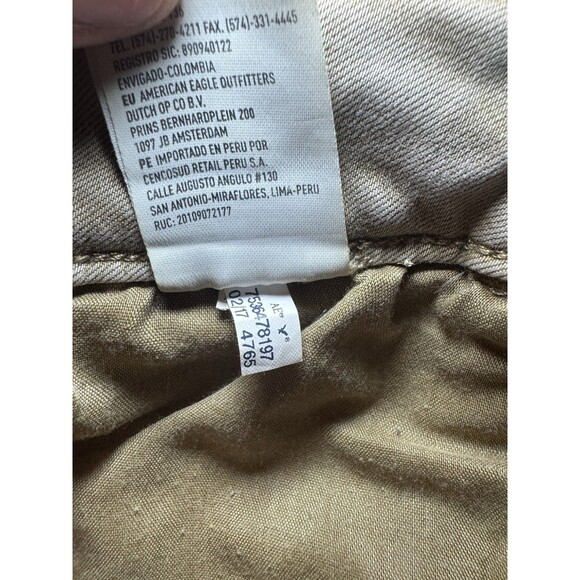 TEL. (574)-270-4211 FAX. (574)-331-4445
REGISTRO SIC: 890940122
ENVIGADO-COLOMBIA
EU AMERICAN EAGLE OUTFITTERS
DUTCH OP CO B.V.
PRINS BERNHARDPLEIN 200
1097 JB AMSTERDAM
PE IMPORTADO EN PERU POR
CENCOSUD RETAIL PERU S.A.
CALLE AUGUSTO ANGULO #130
SAN ANTONIO-MIRAFLORES, LIMA-PERU
RUC: 20109072177
7536478197
0217 4765